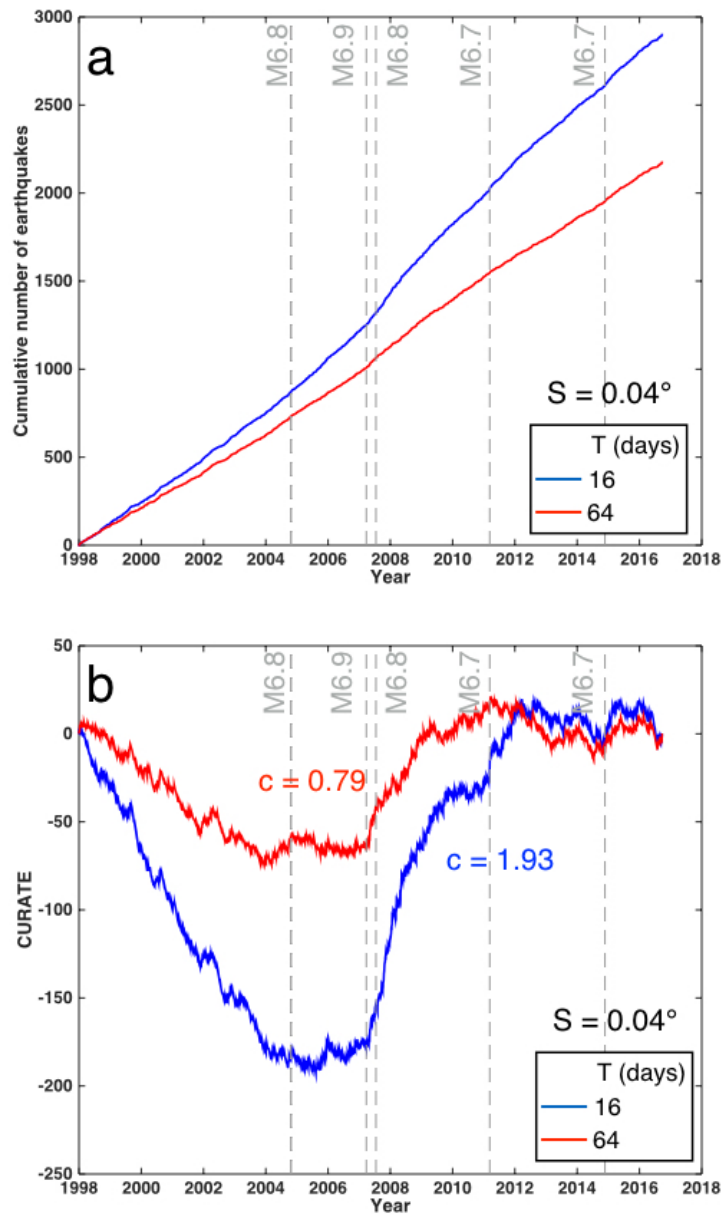 a
M6.8
M6.9
M6.8
M6.7
M6.7
3000
2500
2000
1500
1000
500
0
Cumulative number of earthquakes
S = 0.04°
T (days)
16
64
1998 2000 2002 2004 2006 2008 2010 2012 2014 2016 2018
Year
b
M6.8
M6.9
M6.8
M6.7
M6.7
50
0
-50
-100
-150
-200
-250
CURATE
c = 0.79
c = 1.93
S = 0.04°
T (days)
16
64
1998 2000 2002 2004 2006 2008 2010 2012 2014 2016 2018
Year